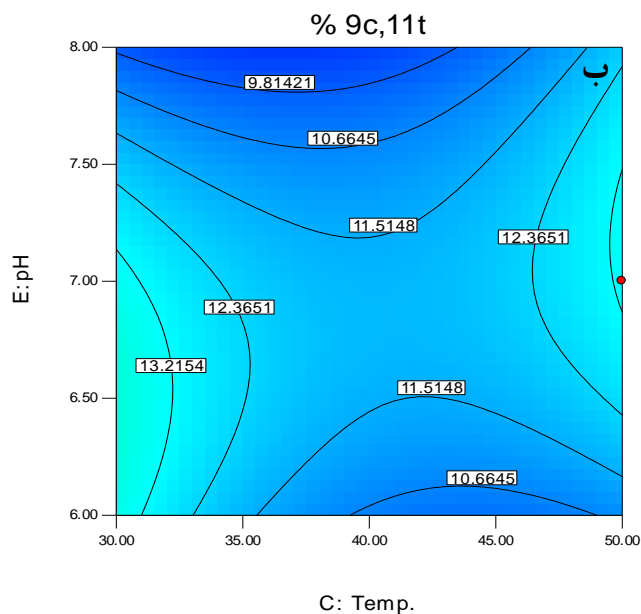 % 9c,11t
8.00
ب
9.81421
10.6645
7.50
11.5148
12.3651
E: pH
7.00
12.3651
13.2154
6.50
11.5148
10.6645
6.00
30.00 35.00 40.00 45.00 50.00
C: Temp.